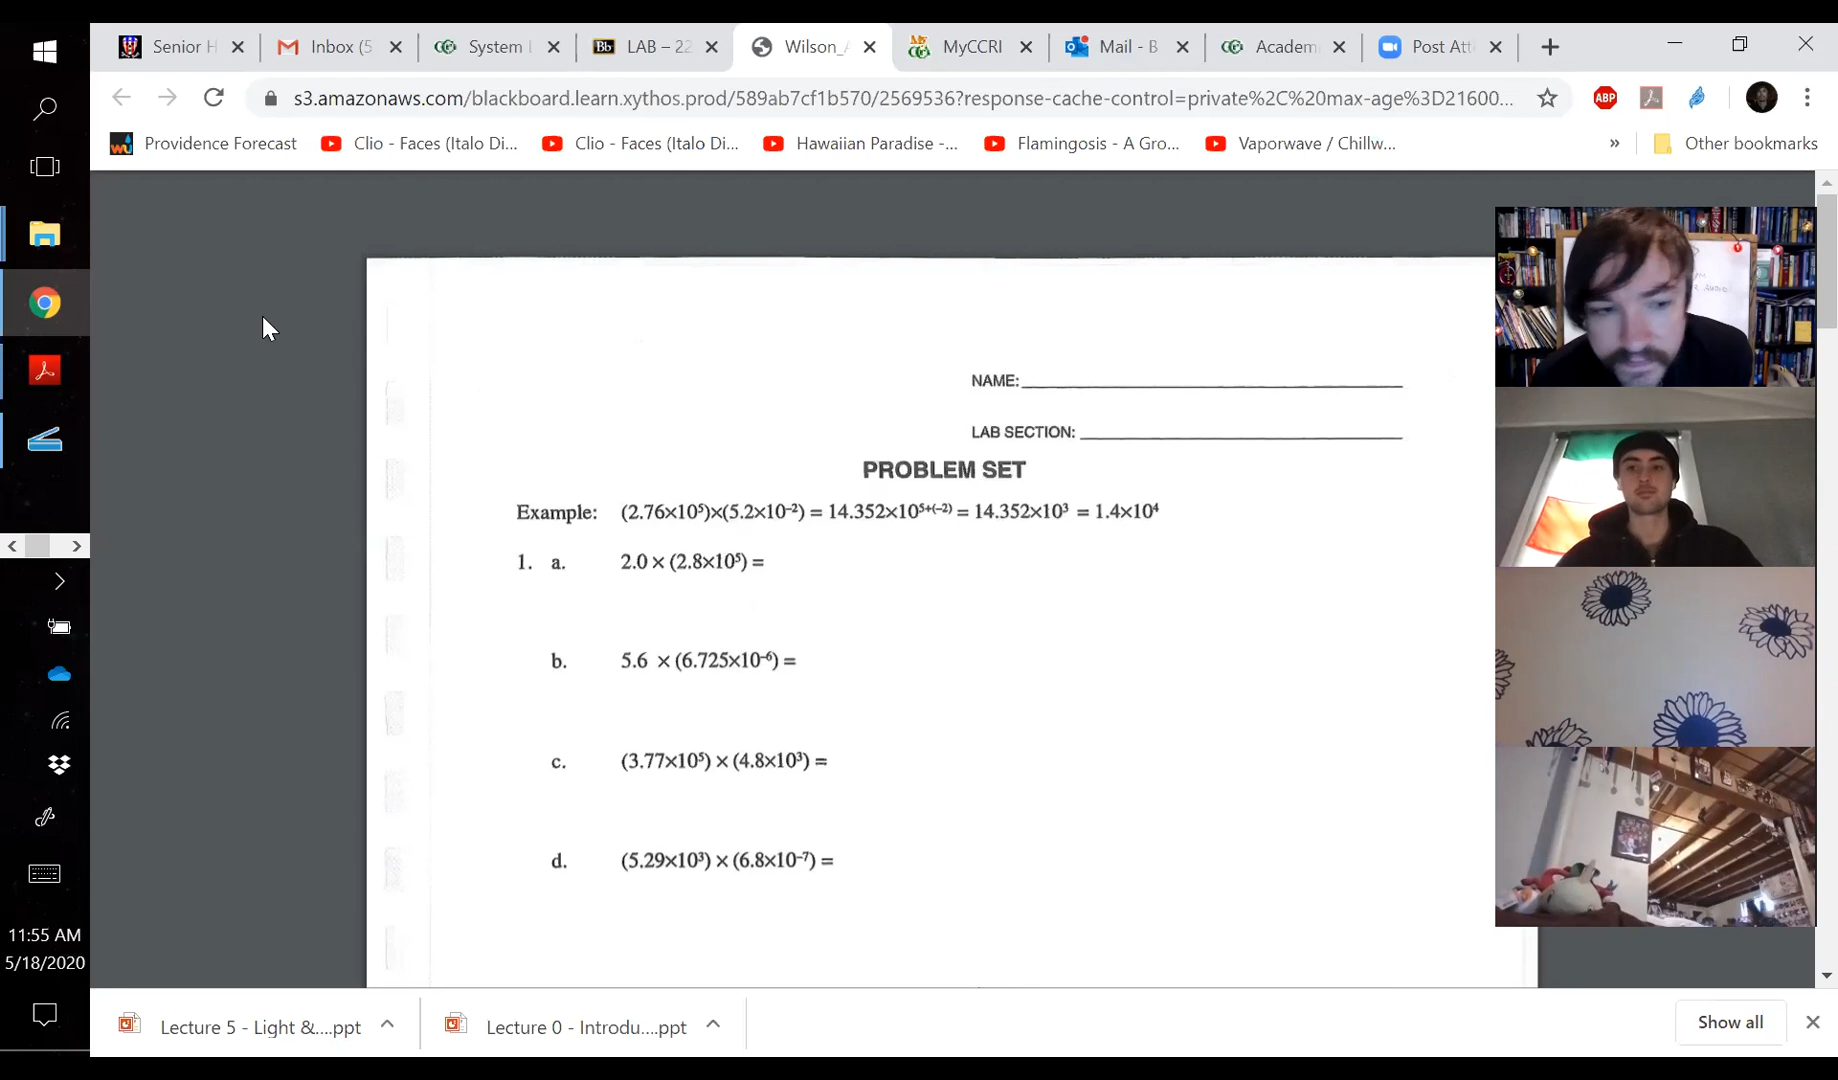 Senior H
Inbox (5
System
LAB – 22
Wilson_
MyCCRI
Mail - B
Academ
Post Att
s3.amazonaws.com/blackboard.learn.xythos.prod/589ab7cf1b570/2569536?response-cache-control=private%2C%20max-age%3D21600...
ABP
Providence Forecast
Clio - Faces (Italo Di...
Clio - Faces (Italo Di...
Hawaiian Paradise -...
Flamingosis - A Gro...
Vaporwave / Chillw...
» Other bookmarks
NAME:
LAB SECTION:
PROBLEM SET
Example: (2.76×10⁵)×(5.2×10⁻²) = 14.352×10⁵⁺⁽⁻²⁾ = 14.352×10³ = 1.4×10⁴
1. a. 2.0 × (2.8×10⁵) =
b. 5.6 × (6.725×10⁻⁶) =
c. (3.77×10⁵) × (4.8×10³) =
d. (5.29×10³) × (6.8×10⁻⁷) =
11:55 AM
5/18/2020
Lecture 5 - Light &....ppt
Lecture 0 - Introdu....ppt
Show all